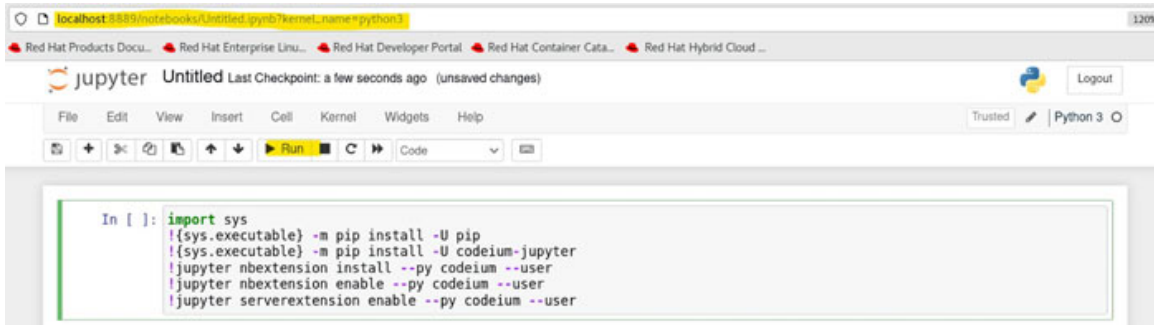 localhost:8889/notebooks/Untitled.ipynb?kernel_name=python3
120%
Red Hat Products Docu... Red Hat Enterprise Linu... Red Hat Developer Portal Red Hat Container Cata... Red Hat Hybrid Cloud ...
jupyter Untitled Last Checkpoint: a few seconds ago (unsaved changes) Logout
File Edit View Insert Cell Kernel Widgets Help Trusted Python 3
Run Code
In [ ]: import sys
!{sys.executable} -m pip install -U pip
!{sys.executable} -m pip install -U codeium-jupyter
!jupyter nbextension install --py codeium --user
!jupyter nbextension enable --py codeium --user
!jupyter serverextension enable --py codeium --user